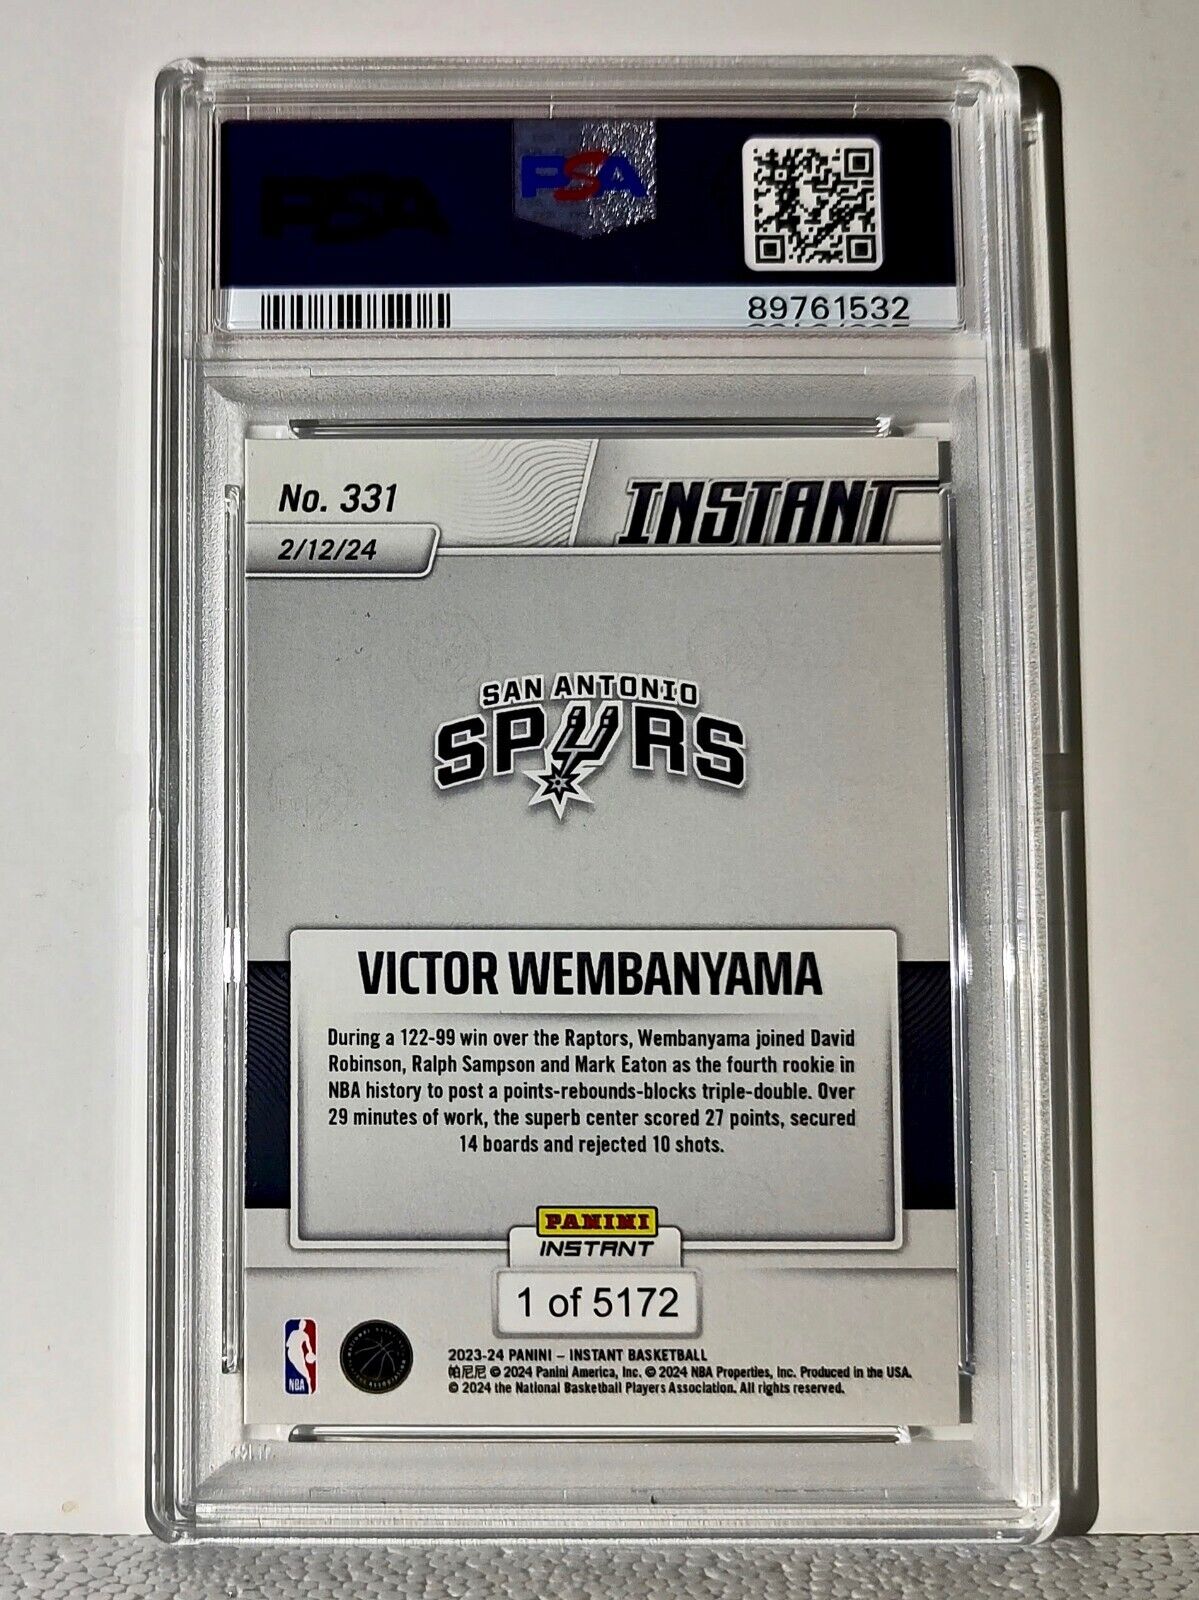 PSA
PSA
89761532
No. 331
INSTANT
2/12/24
SAN ANTONIO
SPURS
VICTOR WEMBANYAMA
During a 122-99 win over the Raptors, Wembanyama joined David
Robinson, Ralph Sampson and Mark Eaton as the fourth rookie in
NBA history to post a points-rebounds-blocks triple-double. Over
29 minutes of work, the superb center scored 27 points, secured
14 boards and rejected 10 shots.
PANINI
INSTANT
1 of 5172
NBA
2023-24 PANINI – INSTANT BASKETBALL
帕尼尼 © 2024 Panini America, Inc. © 2024 NBA Properties, Inc. Produced in the USA.
© 2024 the National Basketball Players Association. All rights reserved.